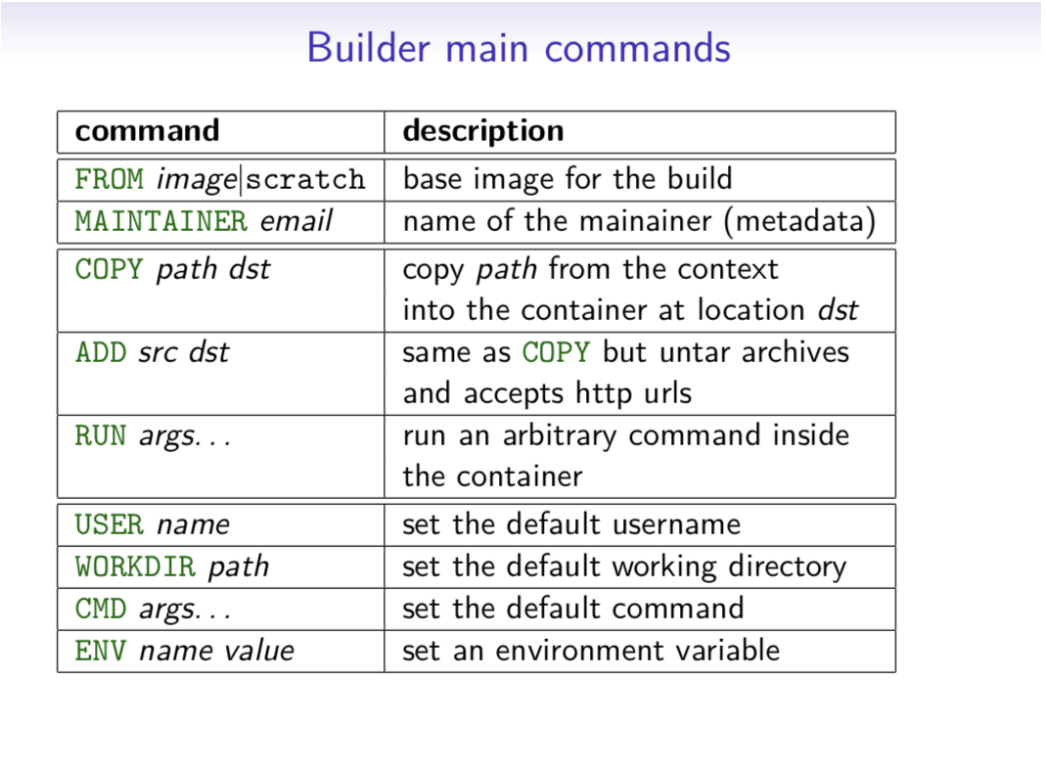 Builder main commands
command description
FROM image|scratch base image for the build
MAINTAINER email name of the mainainer (metadata)
COPY path dst copy path from the context
into the container at location dst
ADD src dst same as COPY but untar archives
and accepts http urls
RUN args... run an arbitrary command inside
the container
USER name set the default username
WORKDIR path set the default working directory
CMD args... set the default command
ENV name value set an environment variable